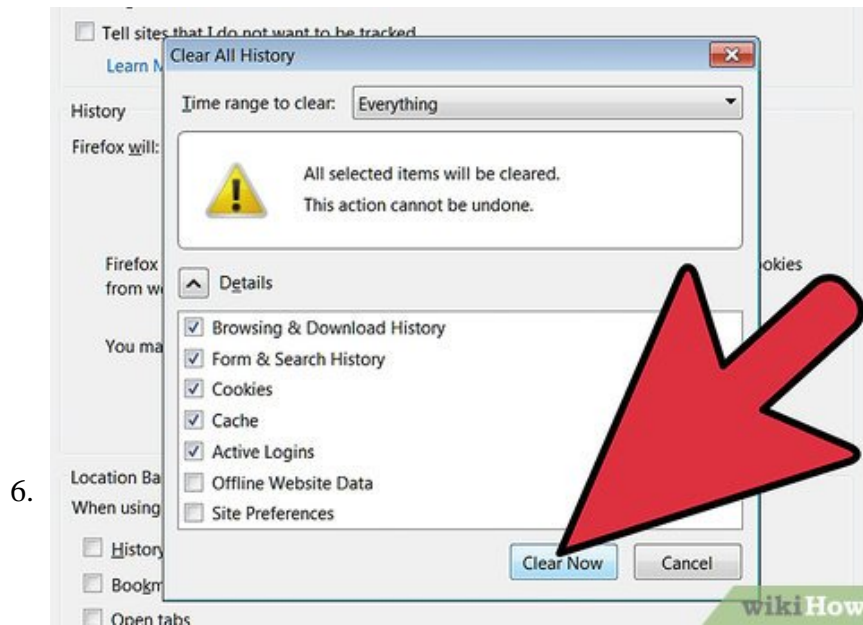 Tell sites that I do not want to be tracked
Learn
Clear All History
History
Time range to clear: Everything
Firefox will:
All selected items will be cleared.
This action cannot be undone.
Firefox
okies
from
Details
Browsing & Download History
You
Form & Search History
Cookies
Cache
Active Logins
6.
Location
Offline Website Data
When using
Site Preferences
History
Clear Now
Cancel
Open tabs
wikiHow